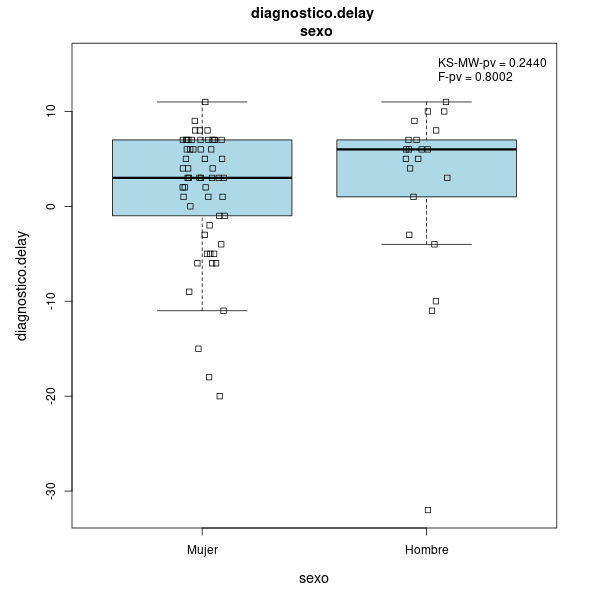 diagnostico.delay
sexo
KS-MW-pv = 0.2440
F-pv = 0.8002
10
0
-10
-20
-30
diagnostico.delay
Mujer
Hombre
sexo